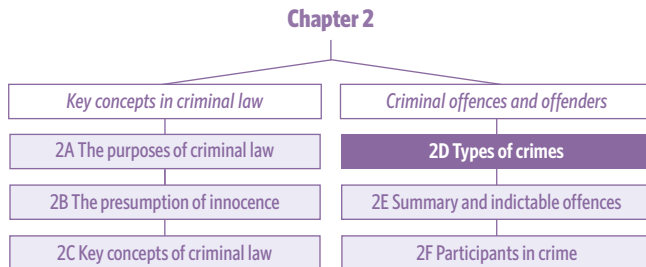 Chapter 2
Key concepts in criminal law
2A The purposes of criminal law
2B The presumption of innocence
2C Key concepts of criminal law
Criminal offences and offenders
2D Types of crimes
2E Summary and indictable offences
2F Participants in crime